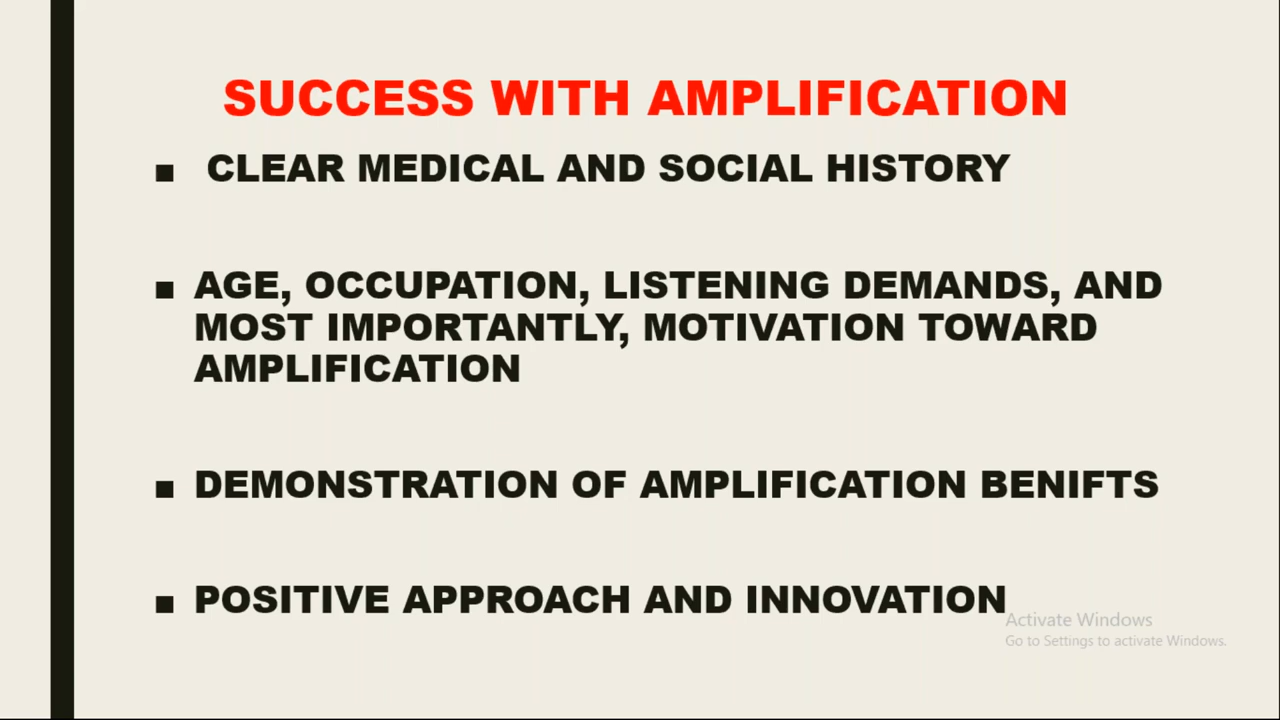 SUCCESS WITH AMPLIFICATION
■ CLEAR MEDICAL AND SOCIAL HISTORY
■ AGE, OCCUPATION, LISTENING DEMANDS, AND
MOST IMPORTANTLY, MOTIVATION TOWARD
AMPLIFICATION
■ DEMONSTRATION OF AMPLIFICATION BENIFTS
■ POSITIVE APPROACH AND INNOVATION
Activate Windows
Go to Settings to activate Windows.